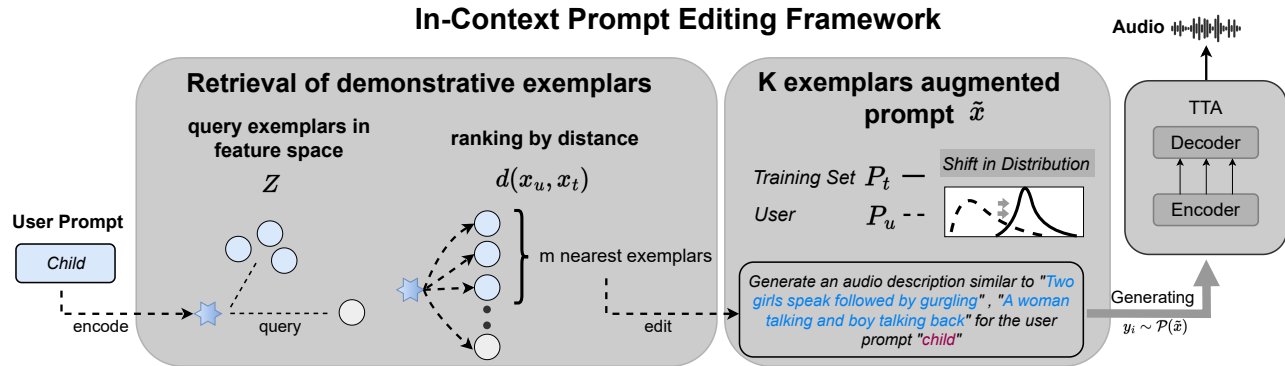 In-Context Prompt Editing Framework
Retrieval of demonstrative exemplars
query exemplars in
feature space
Z
ranking by distance
d(x_u, x_t)
User Prompt
Child
encode
query
m nearest exemplars
edit
K exemplars augmented
prompt x̃
Training Set P_t —
User P_u --
Shift in Distribution
Generate an audio description similar to "Two
girls speak followed by gurgling" , "A woman
talking and boy talking back" for the user
prompt "child"
Generating
y_i ∼ P(x̃)
Audio
TTA
Decoder
Encoder